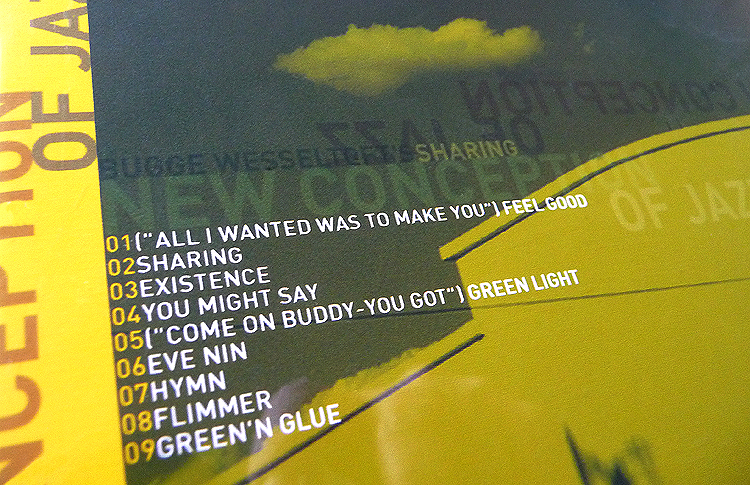 NCEPTION
OF JAZ
CONCEPTION
OF JAZZ
BUGGE WESSELTOFT'S SHARING
NEW CONCEPTION
OF JAZ
01("ALL I WANTED WAS TO MAKE YOU") FEEL GOOD
02SHARING
03EXISTENCE
04YOU MIGHT SAY
05("COME ON BUDDY-YOU GOT") GREEN LIGHT
06EVE NIN
07HYMN
08FLIMMER
09GREEN'N GLUE